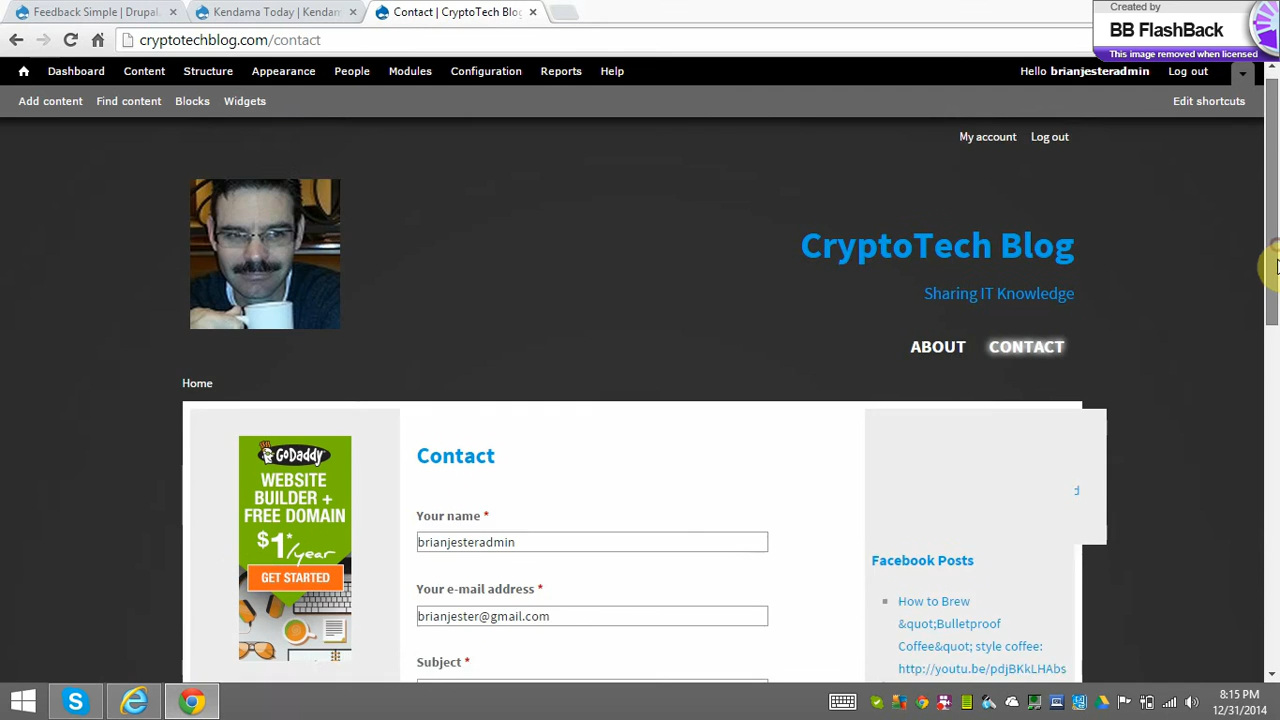 Feedback Simple | Drupal
Kendama Today | Kendam
Contact | CryptoTech Blog
Created by
BB FlashBack
This image removed when licensed
cryptotechblog.com/contact
Dashboard Content Structure Appearance People Modules Configuration Reports Help
Hello brianjesteradmin Log out
Add content Find content Blocks Widgets
Edit shortcuts
My account Log out
CryptoTech Blog
Sharing IT Knowledge
ABOUT CONTACT
Home
GoDaddy
WEBSITE
BUILDER +
FREE DOMAIN
$1*/year
GET STARTED
Contact
Your name *
brianjesteradmin
Your e-mail address *
brianjester@gmail.com
Subject *
d
Facebook Posts
How to Brew
&quot;Bulletproof
Coffee&quot; style coffee:
http://youtu.be/pdjBKkLHAbs
8:15 PM
12/31/2014